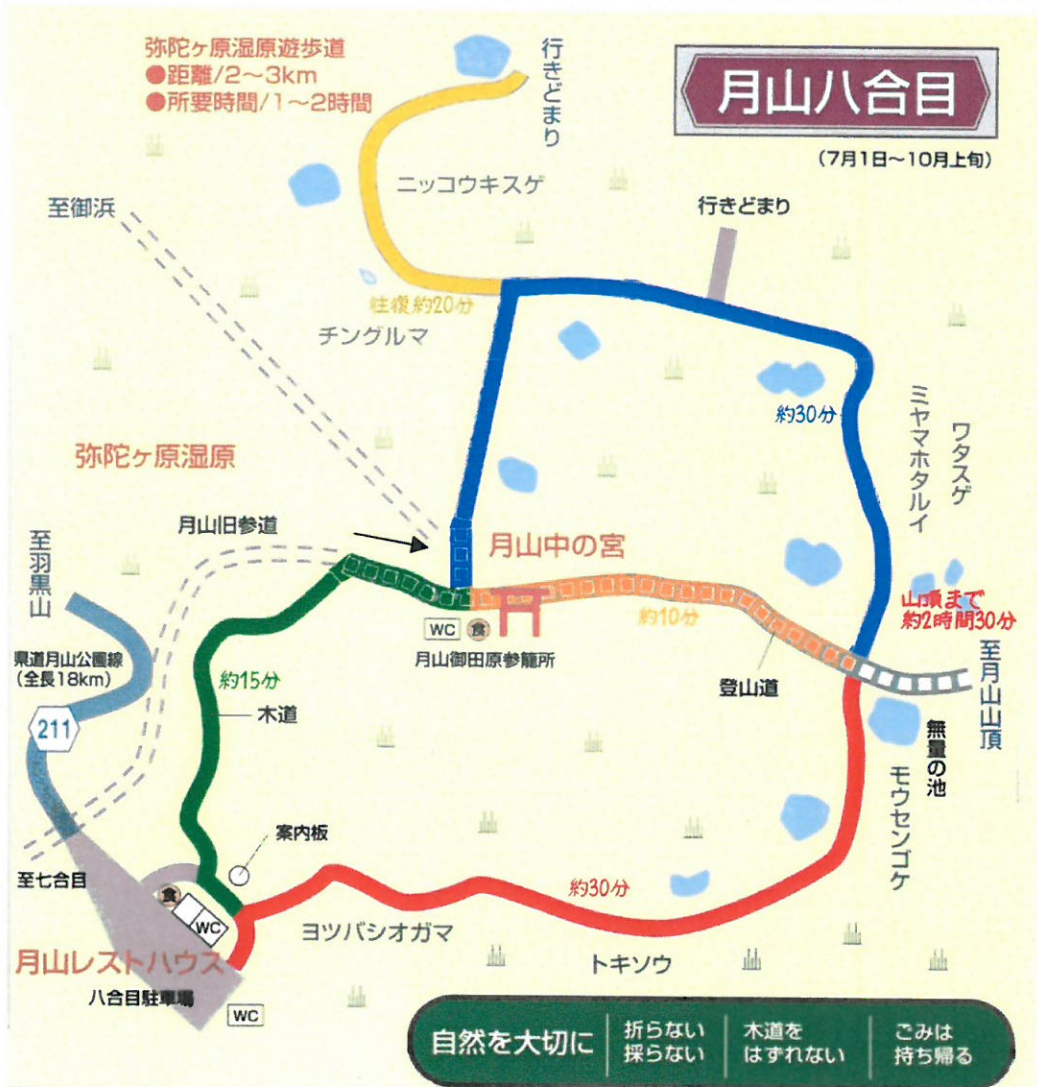 弥陀ヶ原湿原遊歩道
●距離/2〜3km
●所要時間/1〜2時間
行きどまり
月山八合目
(7月1日〜10月上旬)
ニッコウキスゲ
至御浜
行きどまり
往復約20分
チングルマ
約30分
ミヤマホタルイ
ワタスゲ
弥陀ヶ原湿原
月山旧参道
至羽黒山
月山中の宮
山頂まで
約2時間30分
WC
食
約10分
月山御田原参籠所
県道月山公園線
(全長18km)
約15分
登山道
至月山山頂
木道
211
無量の池
モウセンゴケ
案内板
至七合目
食
約30分
WC
ヨツバシオガマ
月山レストハウス
トキソウ
八合目駐車場
WC
自然を大切に
折らない
採らない
木道を
はずれない
ごみは
持ち帰る